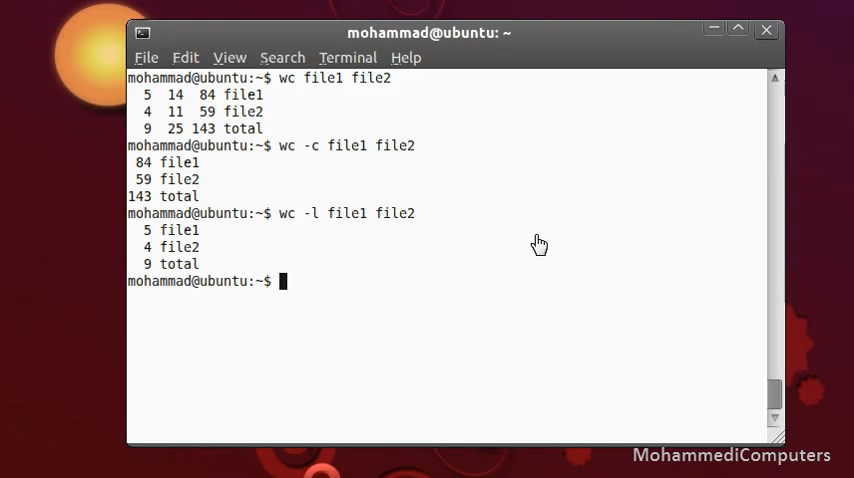 mohammad@ubuntu: ~
File Edit View Search Terminal Help
mohammad@ubuntu:~$ wc file1 file2
  5  14  84 file1
  4  11  59 file2
  9  25 143 total
mohammad@ubuntu:~$ wc -c file1 file2
 84 file1
 59 file2
143 total
mohammad@ubuntu:~$ wc -l file1 file2
  5 file1
  4 file2
  9 total
mohammad@ubuntu:~$
MohammediComputers